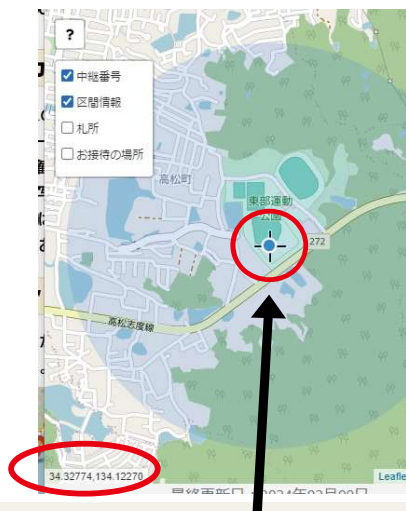 ?
中継番号
区間情報
札所
お接待の場所
高松町
東部運動
公園
272
高松志度線
34.32774,134.12270
Leafle